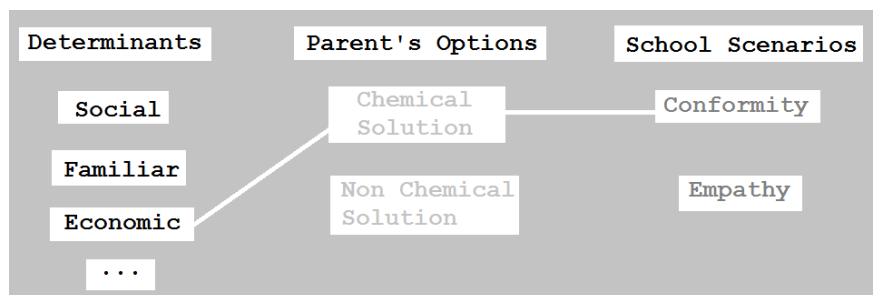 Determinants
Parent's Options
School Scenarios
Social
Familiar
Economic
...
Chemical
Solution
Non Chemical
Solution
Conformity
Empathy